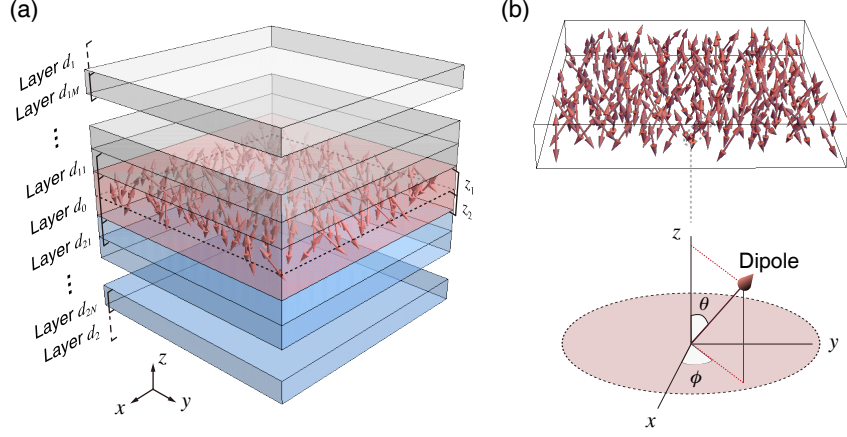 (a)
Layer d₁
Layer d₁M
⋮
Layer d₁₁
Layer d₀
Layer d₂₁
⋮
Layer d₂N
Layer d₂
z₁
z₂
z
x
y
(b)
z
Dipole
θ
y
ϕ
x